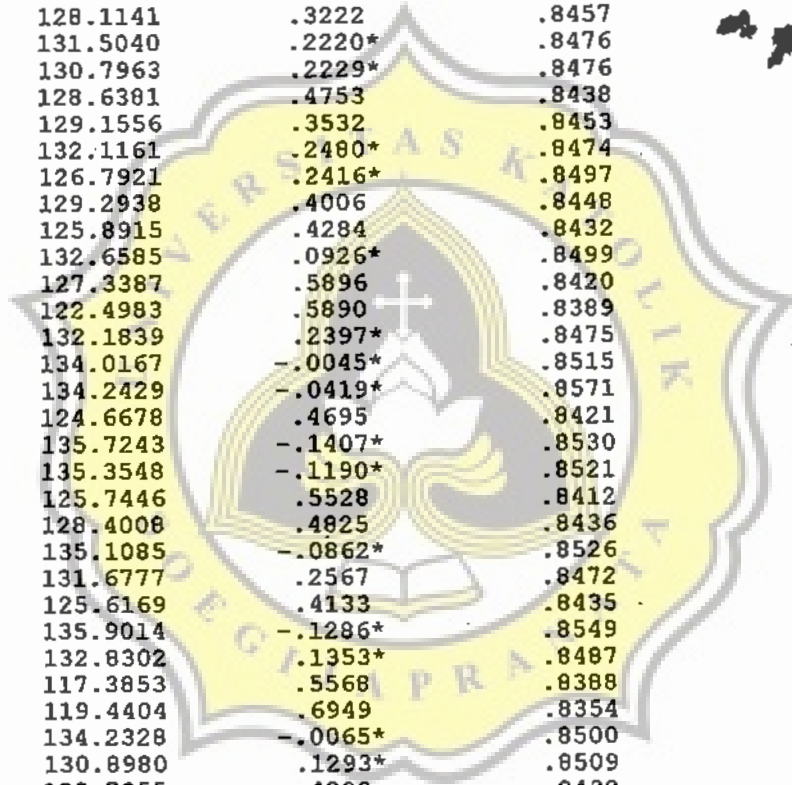 128.1141 .3222 .8457
131.5040 .2220* .8476
130.7963 .2229* .8476
128.6381 .4753 .8438
129.1556 .3532 .8453
132.1161 .2480* .8474
126.7921 .2416* .8497
129.2938 .4006 .8448
125.8915 .4284 .8432
132.6585 .0926* .8499
127.3387 .5896 .8420
122.4983 .5890 .8389
132.1839 .2397* .8475
134.0167 -.0045* .8515
134.2429 -.0419* .8571
124.6678 .4695 .8421
135.7243 -.1407* .8530
135.3548 -.1190* .8521
125.7446 .5528 .8412
128.4008 .4825 .8436
135.1085 -.0862* .8526
131.6777 .2567 .8472
125.6169 .4133 .8435
135.9014 -.1286* .8549
132.8302 .1353* .8487
117.3853 .5568 .8388
119.4404 .6949 .8354
134.2328 -.0065* .8500
130.8980 .1293* .8509
UNIVERSITAS KATOLIK
SOEGIJAPRANATA